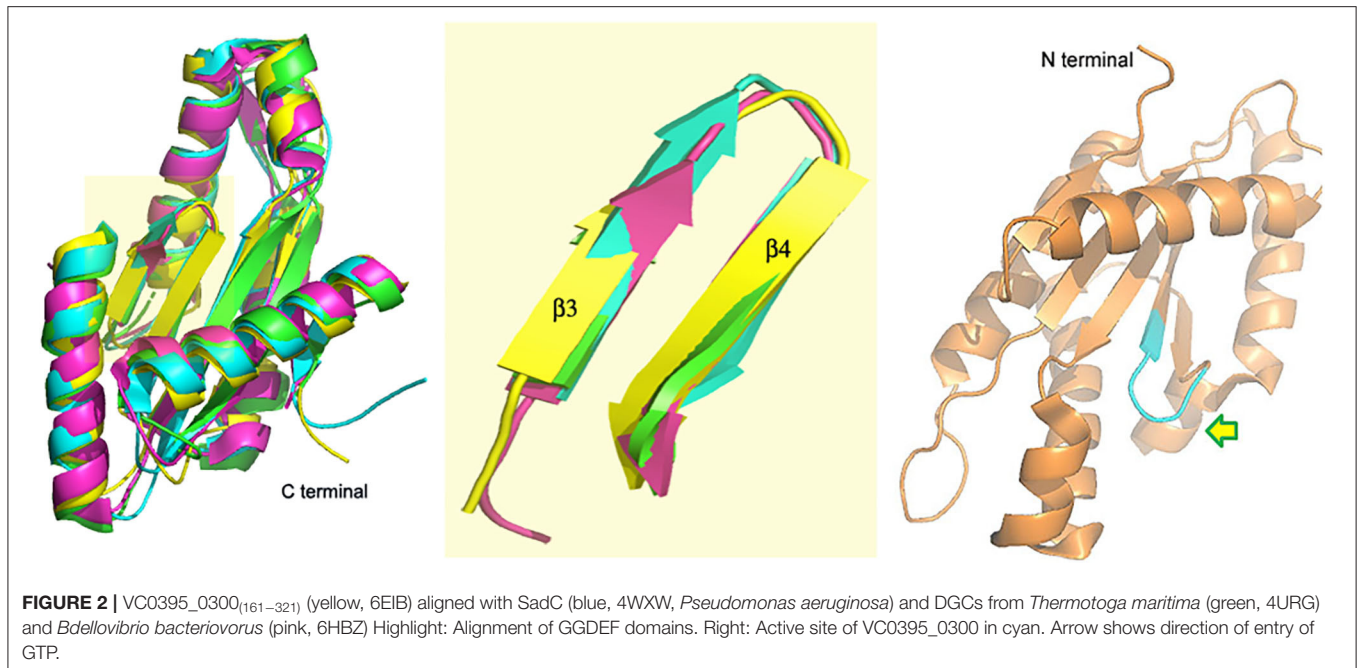 N terminal
β4
β3
C terminal
FIGURE 2 | VC0395_0300(161–321) (yellow, 6EIB) aligned with SadC (blue, 4WXW, Pseudomonas aeruginosa) and DGCs from Thermotoga maritima (green, 4URG)
and Bdellovibrio bacteriovorus (pink, 6HBZ) Highlight: Alignment of GGDEF domains. Right: Active site of VC0395_0300 in cyan. Arrow shows direction of entry of
GTP.